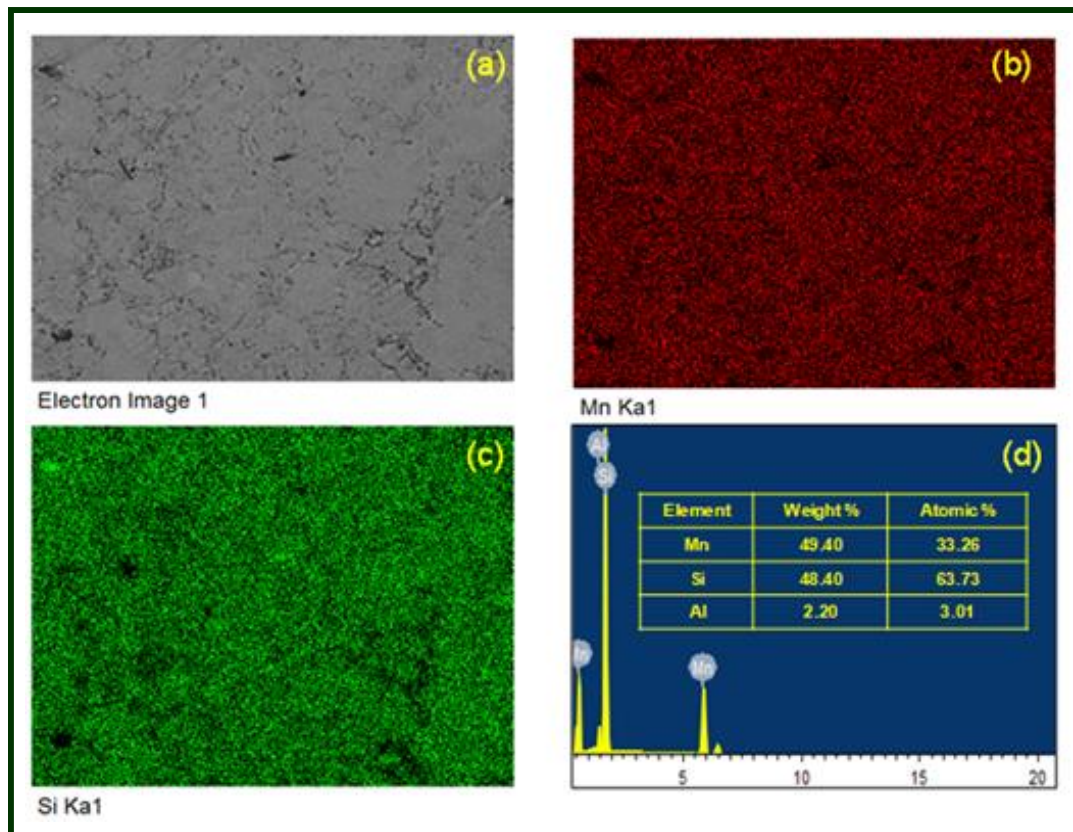 (a)
(b)
Electron Image 1
Mn Ka1
(c)
(d)
Al
Si
Element Weight % Atomic %
Mn 49.40 33.26
Si 48.40 63.73
Al 2.20 3.01
Mn
5 10 15 20
Si Ka1